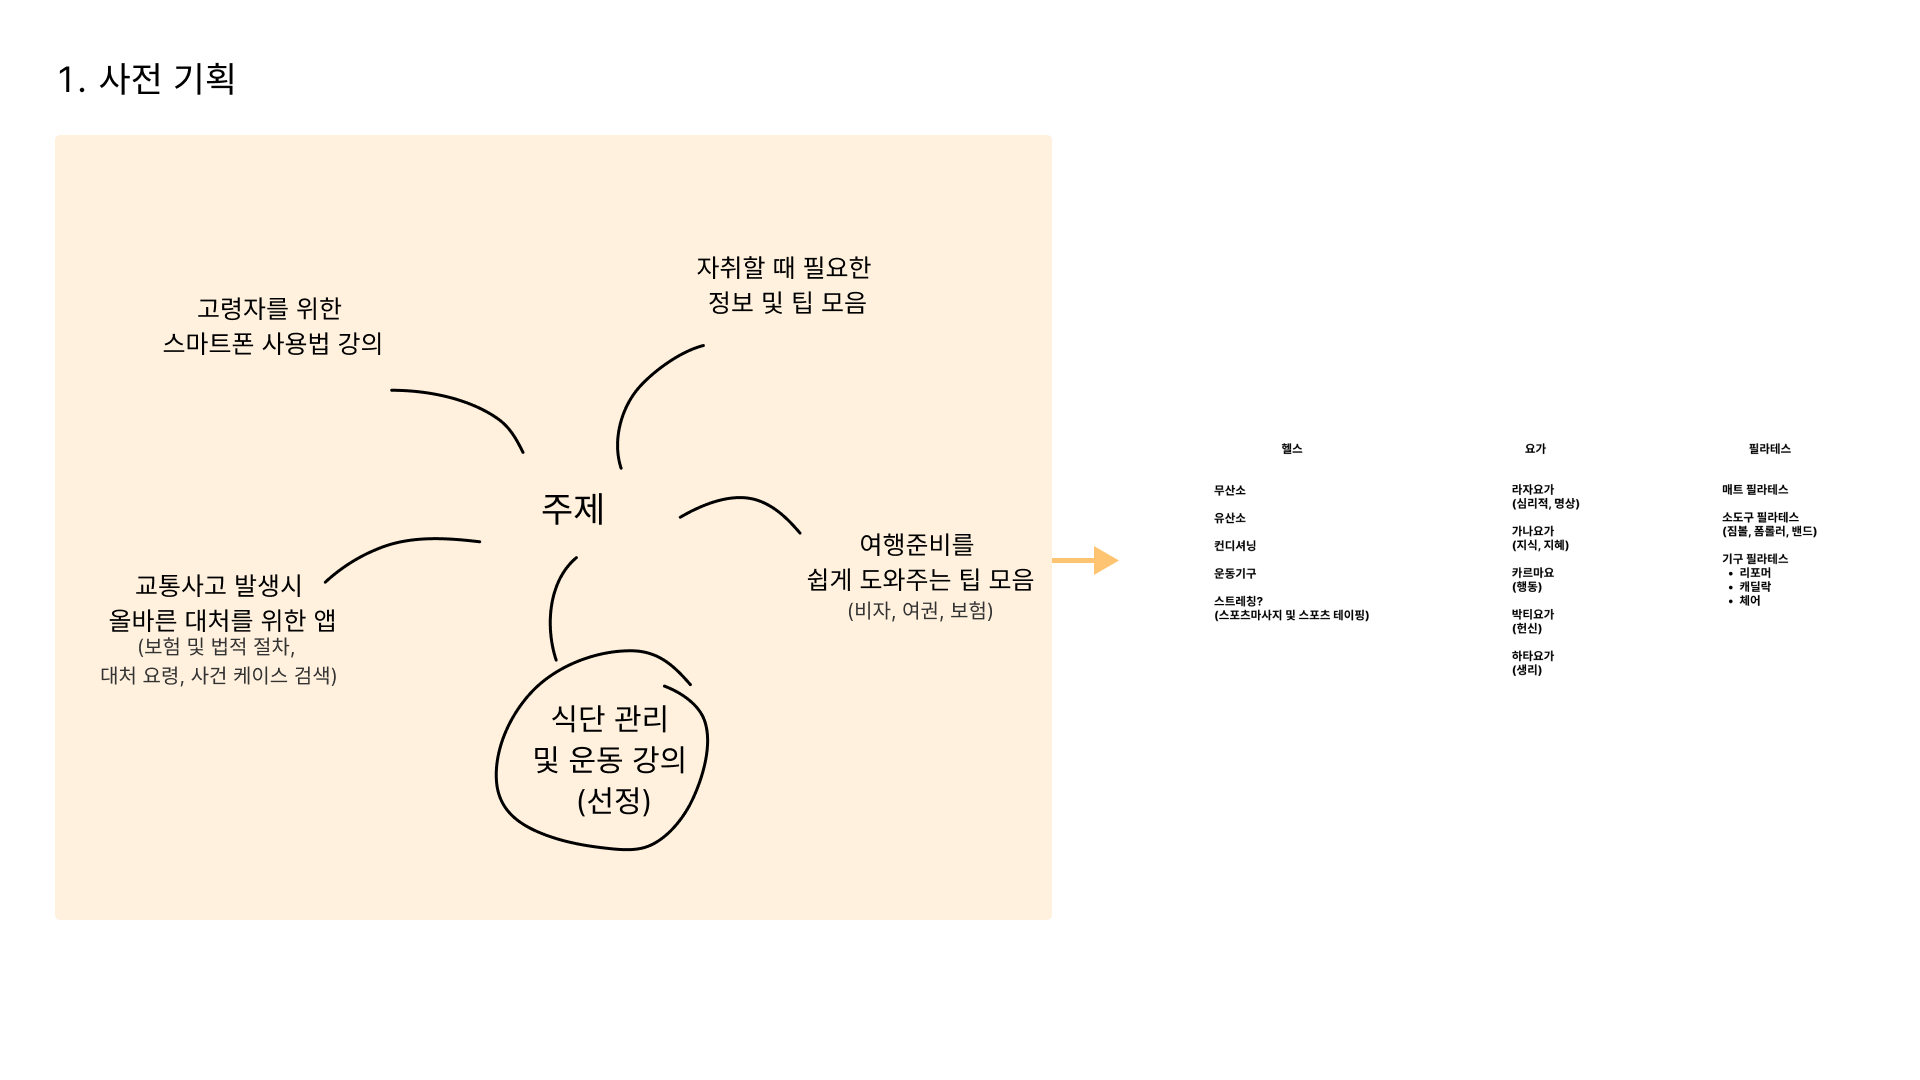 1. 사전 기획
고령자를 위한
스마트폰 사용법 강의
자취할 때 필요한
정보 및 팁 모음
주제
여행준비를
쉽게 도와주는 팁 모음
(비자, 여권, 보험)
교통사고 발생시
올바른 대처를 위한 앱
(보험 및 법적 절차,
대처 요령, 사건 케이스 검색)
식단 관리
및 운동 강의
(선정)
헬스
무산소
유산소
컨디셔닝
운동기구
스트레칭?
(스포츠마사지 및 스포츠 테이핑)
요가
라자요가
(심리적, 명상)
가나요가
(지식, 지혜)
카르마요
(행동)
박티요가
(헌신)
하타요가
(생리)
필라테스
매트 필라테스
소도구 필라테스
(짐볼, 폼롤러, 밴드)
기구 필라테스
• 리포머
• 캐딜락
• 체어